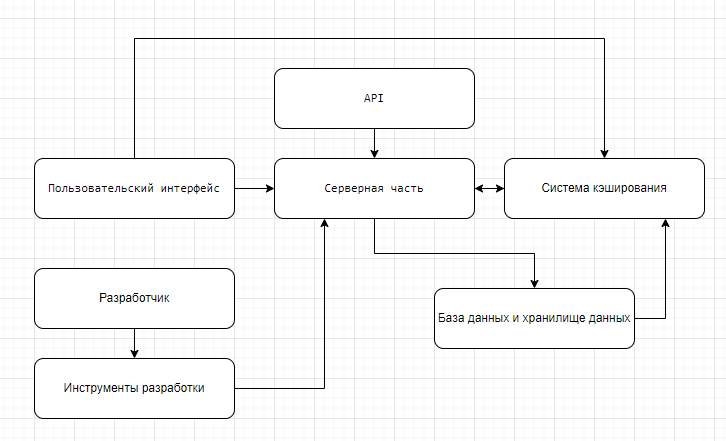 API
Пользовательский интерфейс
Серверная часть
Система кэширования
Разработчик
База данных и хранилище данных
Инструменты разработки